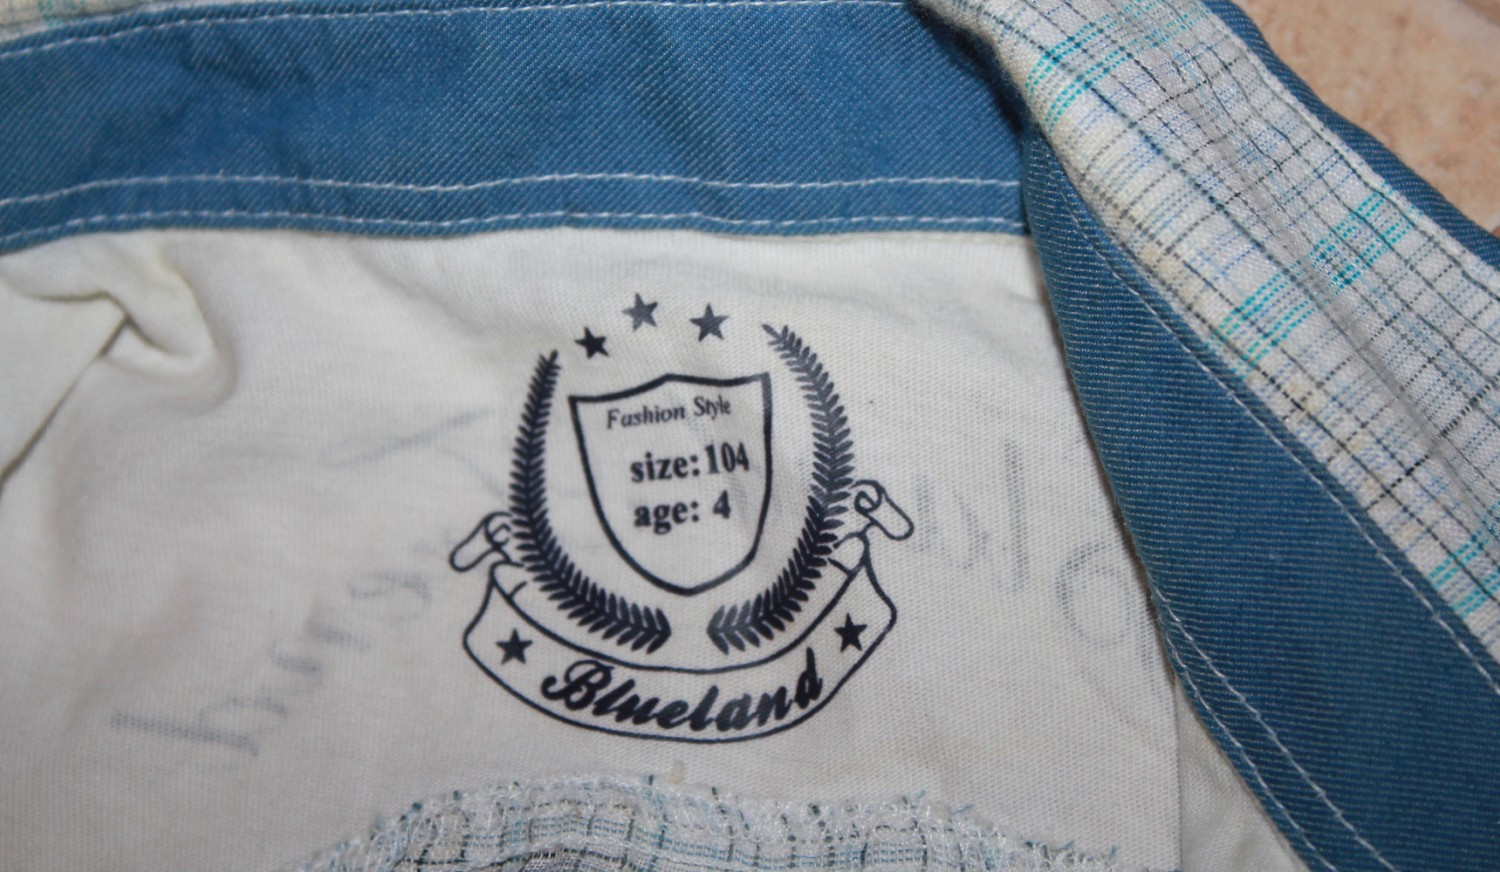 Fashion Style
size: 104
age: 4
Blueland